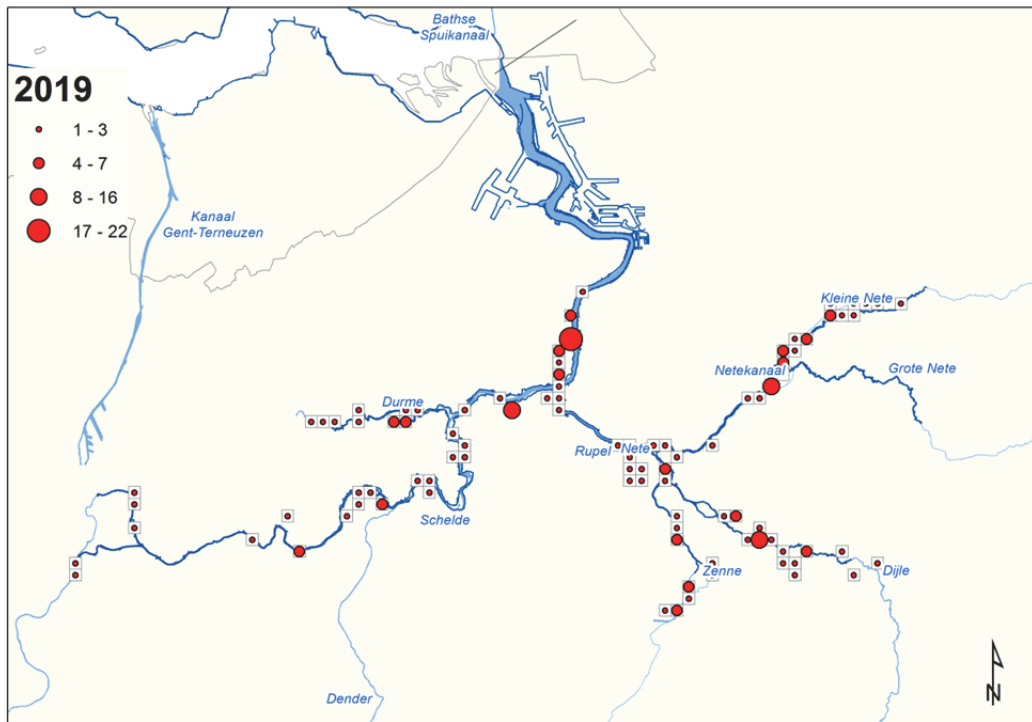 Bathse
Spuikanaal
2019
1 - 3
4 - 7
8 - 16
17 - 22
Kanaal
Gent-Terneuzen
Kleine Nete
Netekanaal
Grote Nete
Durme
Rupel
Nete
Schelde
Zenne
Dijle
Dender
N